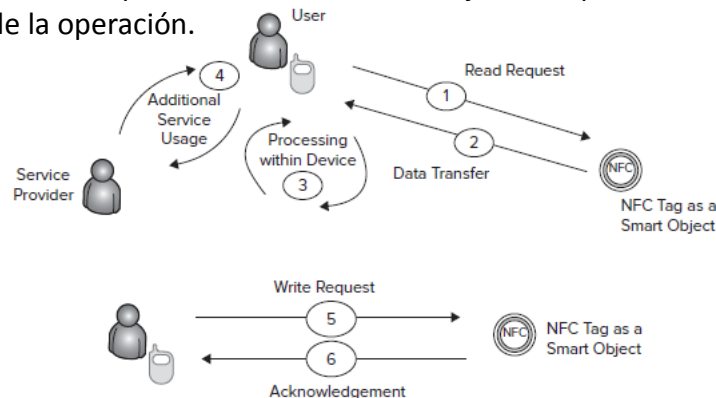 de la operación.
User
Read Request
1
4
Additional
Service
Usage
2
Processing
within Device
3
Data Transfer
NFC
Service
Provider
NFC Tag as a
Smart Object
Write Request
5
NFC
NFC Tag as a
Smart Object
6
Acknowledgement